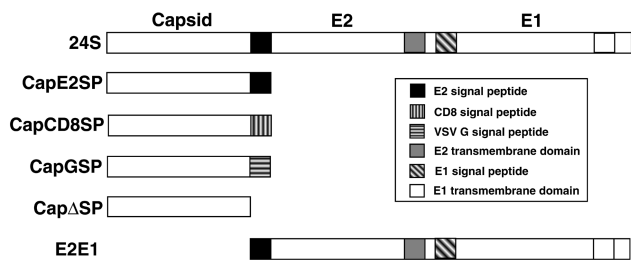 Capsid E2 E1
24S
CapE2SP
CapCD8SP
CapGSP
CapΔSP
E2E1
E2 signal peptide
CD8 signal peptide
VSV G signal peptide
E2 transmembrane domain
E1 signal peptide
E1 transmembrane domain